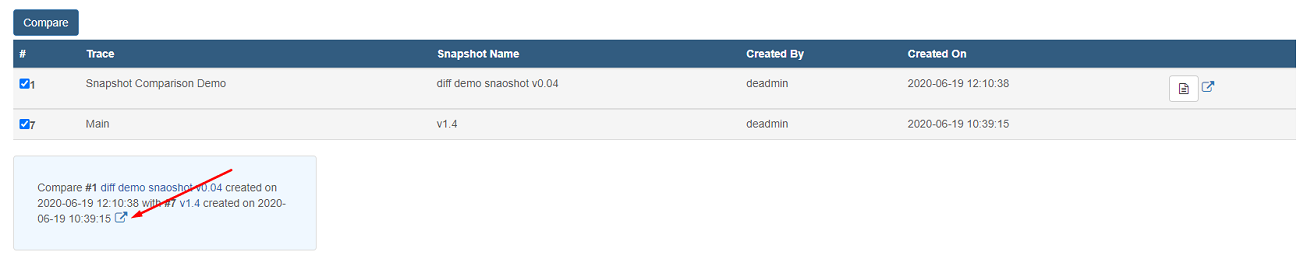 Compare
# Trace Snapshot Name Created By Created On
1 Snapshot Comparison Demo diff demo snaoshot v0.04 deadmin 2020-06-19 12:10:38
7 Main v1.4 deadmin 2020-06-19 10:39:15
Compare #1 diff demo snaoshot v0.04 created on
2020-06-19 12:10:38 with #7 v1.4 created on 2020-
06-19 10:39:15